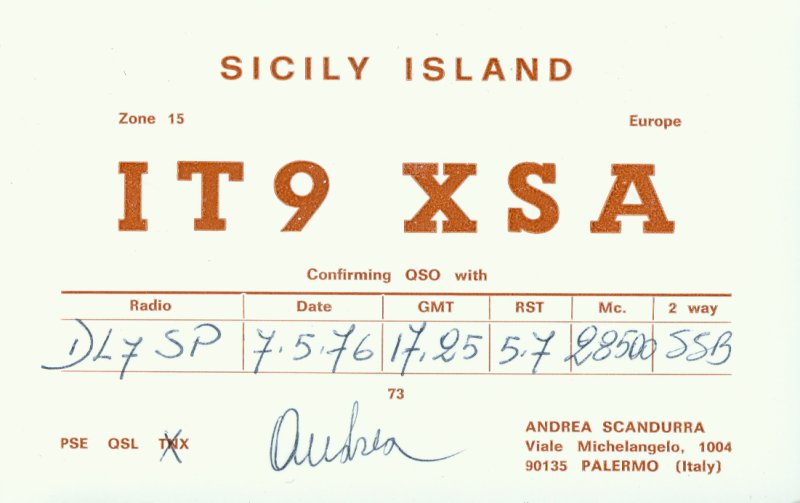 SICILY ISLAND
Zone 15 Europe
IT9 XSA
Confirming QSO with
Radio Date GMT RST Mc. 2 way
DL7 SP 7.5.76 17.25 5.7 28500 SSB
73
PSE QSL TNX
Andrea
ANDREA SCANDURRA
Viale Michelangelo, 1004
90135 PALERMO (Italy)